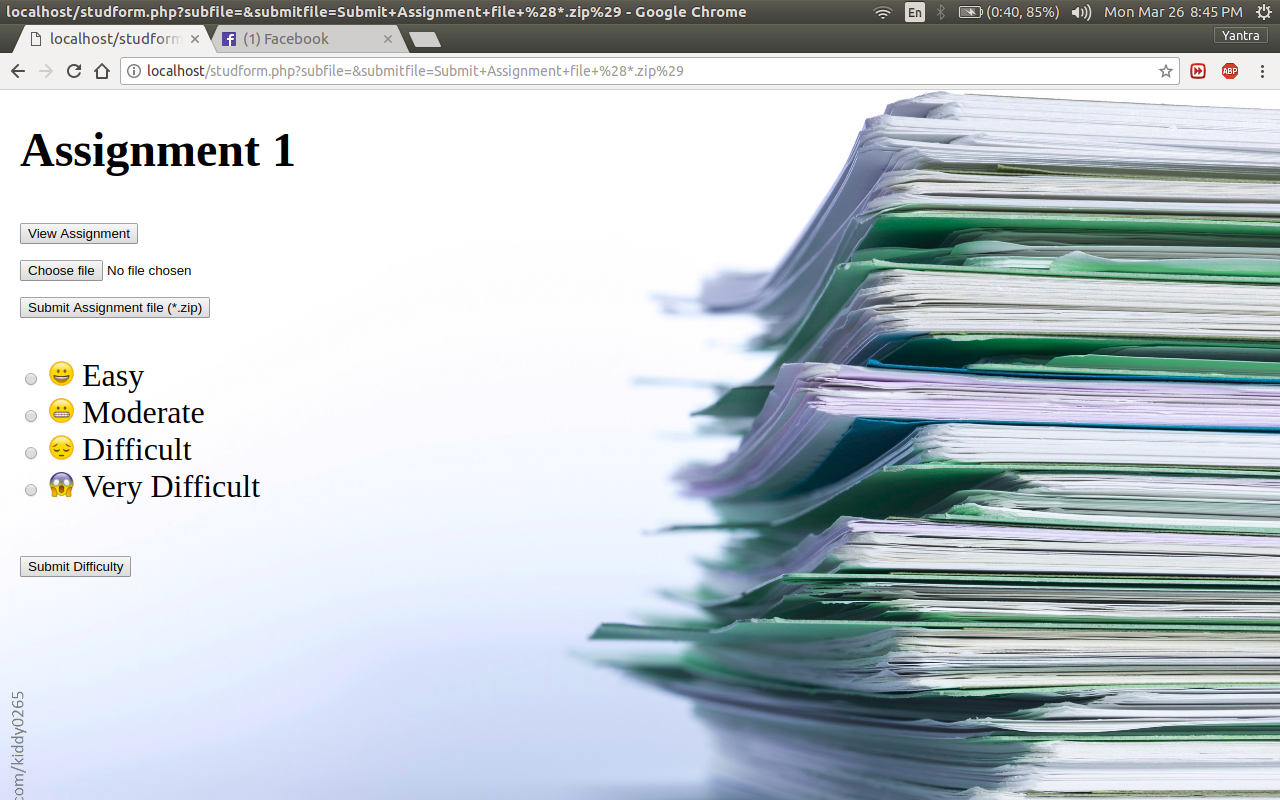 localhost/studform.php?subfile=&submitfile=Submit+Assignment+file+%28*.zip%29 - Google Chrome
En
(0:40, 85%)
Mon Mar 26 8:45 PM
localhost/studform
(1) Facebook
Yantra
localhost/studform.php?subfile=&submitfile=Submit+Assignment+file+%28*.zip%29
ABP
Assignment 1
View Assignment
Choose file No file chosen
Submit Assignment file (*.zip)
Easy
Moderate
Difficult
Very Difficult
Submit Difficulty
com/kiddy0265